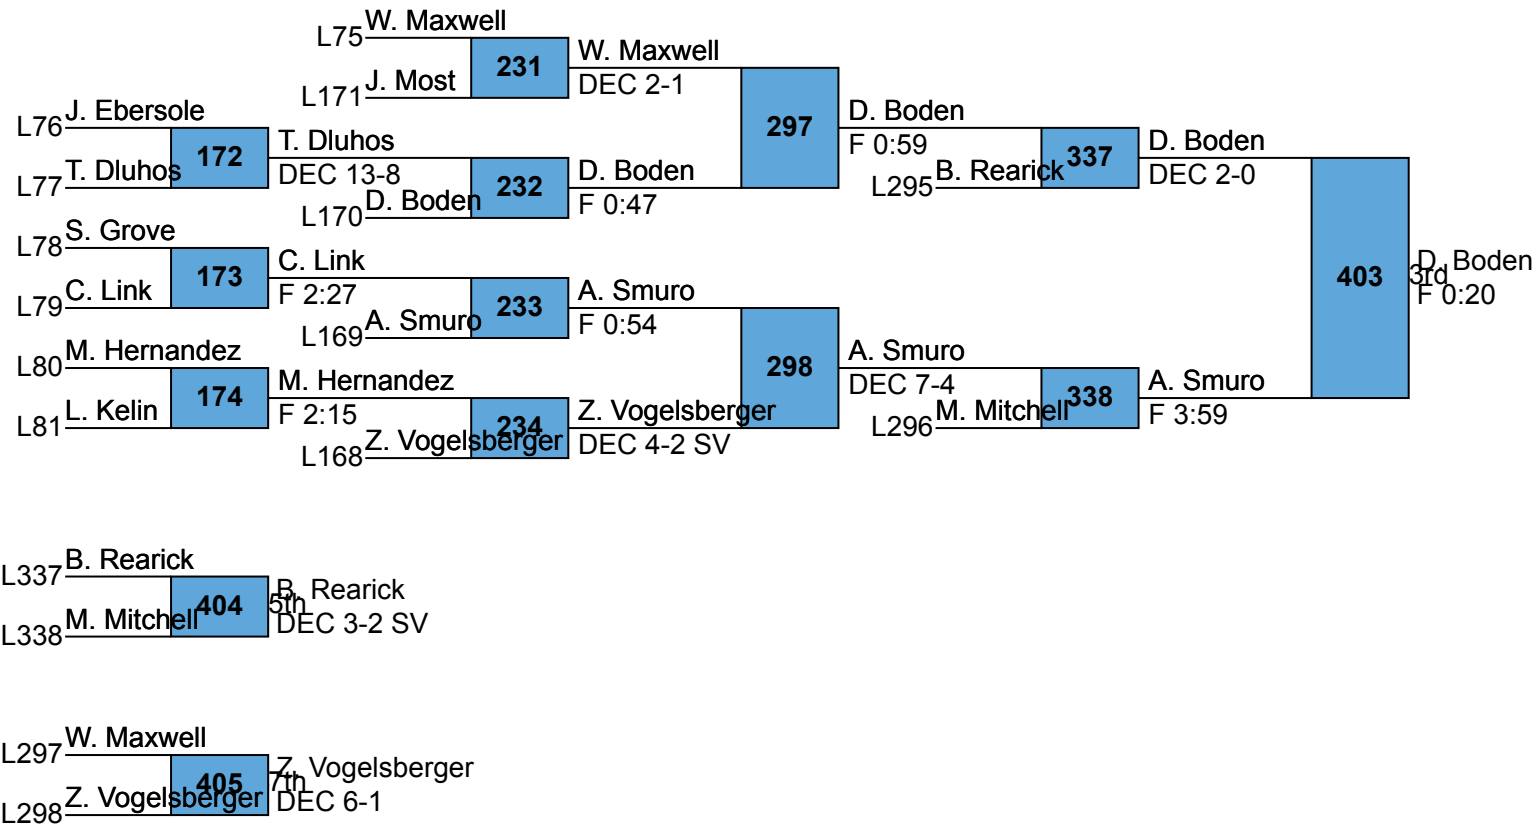 W. Maxwell
L75
231
W. Maxwell
DEC 2-1
J. Most
L171
J. Ebersole
L76
172
T. Dluhos
DEC 13-8
T. Dluhos
L77
232
D. Boden
F 0:47
D. Boden
L170
297
D. Boden
F 0:59
B. Rearick
L295
337
D. Boden
DEC 2-0
S. Grove
L78
173
C. Link
F 2:27
C. Link
L79
233
A. Smuro
F 0:54
A. Smuro
L169
M. Hernandez
L80
174
M. Hernandez
F 2:15
L. Kelin
L81
234
Z. Vogelsberger
DEC 4-2 SV
Z. Vogelsberger
L168
298
A. Smuro
DEC 7-4
M. Mitchell
L296
338
A. Smuro
F 3:59
403
3rd
D. Boden
F 0:20
B. Rearick
L337
404
5th
B. Rearick
DEC 3-2 SV
M. Mitchell
L338
W. Maxwell
L297
405
7th
Z. Vogelsberger
DEC 6-1
Z. Vogelsberger
L298